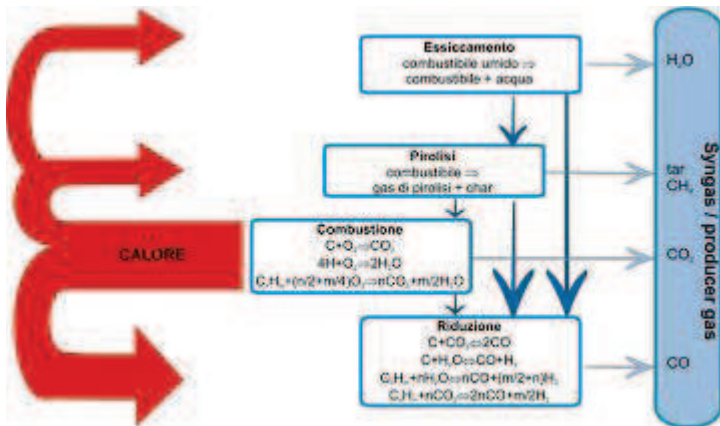 Essiccamento
combustibile umido ⇒
combustibile + acqua
H₂O
Pirolisi
combustibile ⇒
gas di pirolisi + char
tar
CH₄
CALORE
Combustione
C+O₂⇒CO₂
4H+O₂⇒2H₂O
CₙHₘ+(n/2+m/4)O₂⇒nCO₂+m/2H₂O
CO₂
Riduzione
C+CO₂⇔2CO
C+H₂O⇔CO+H₂
CₙHₘ+nH₂O⇔nCO+(m/2+n)H₂
CₙHₘ+nCO₂⇔2nCO+m/2H₂
CO
Syngas / producer gas